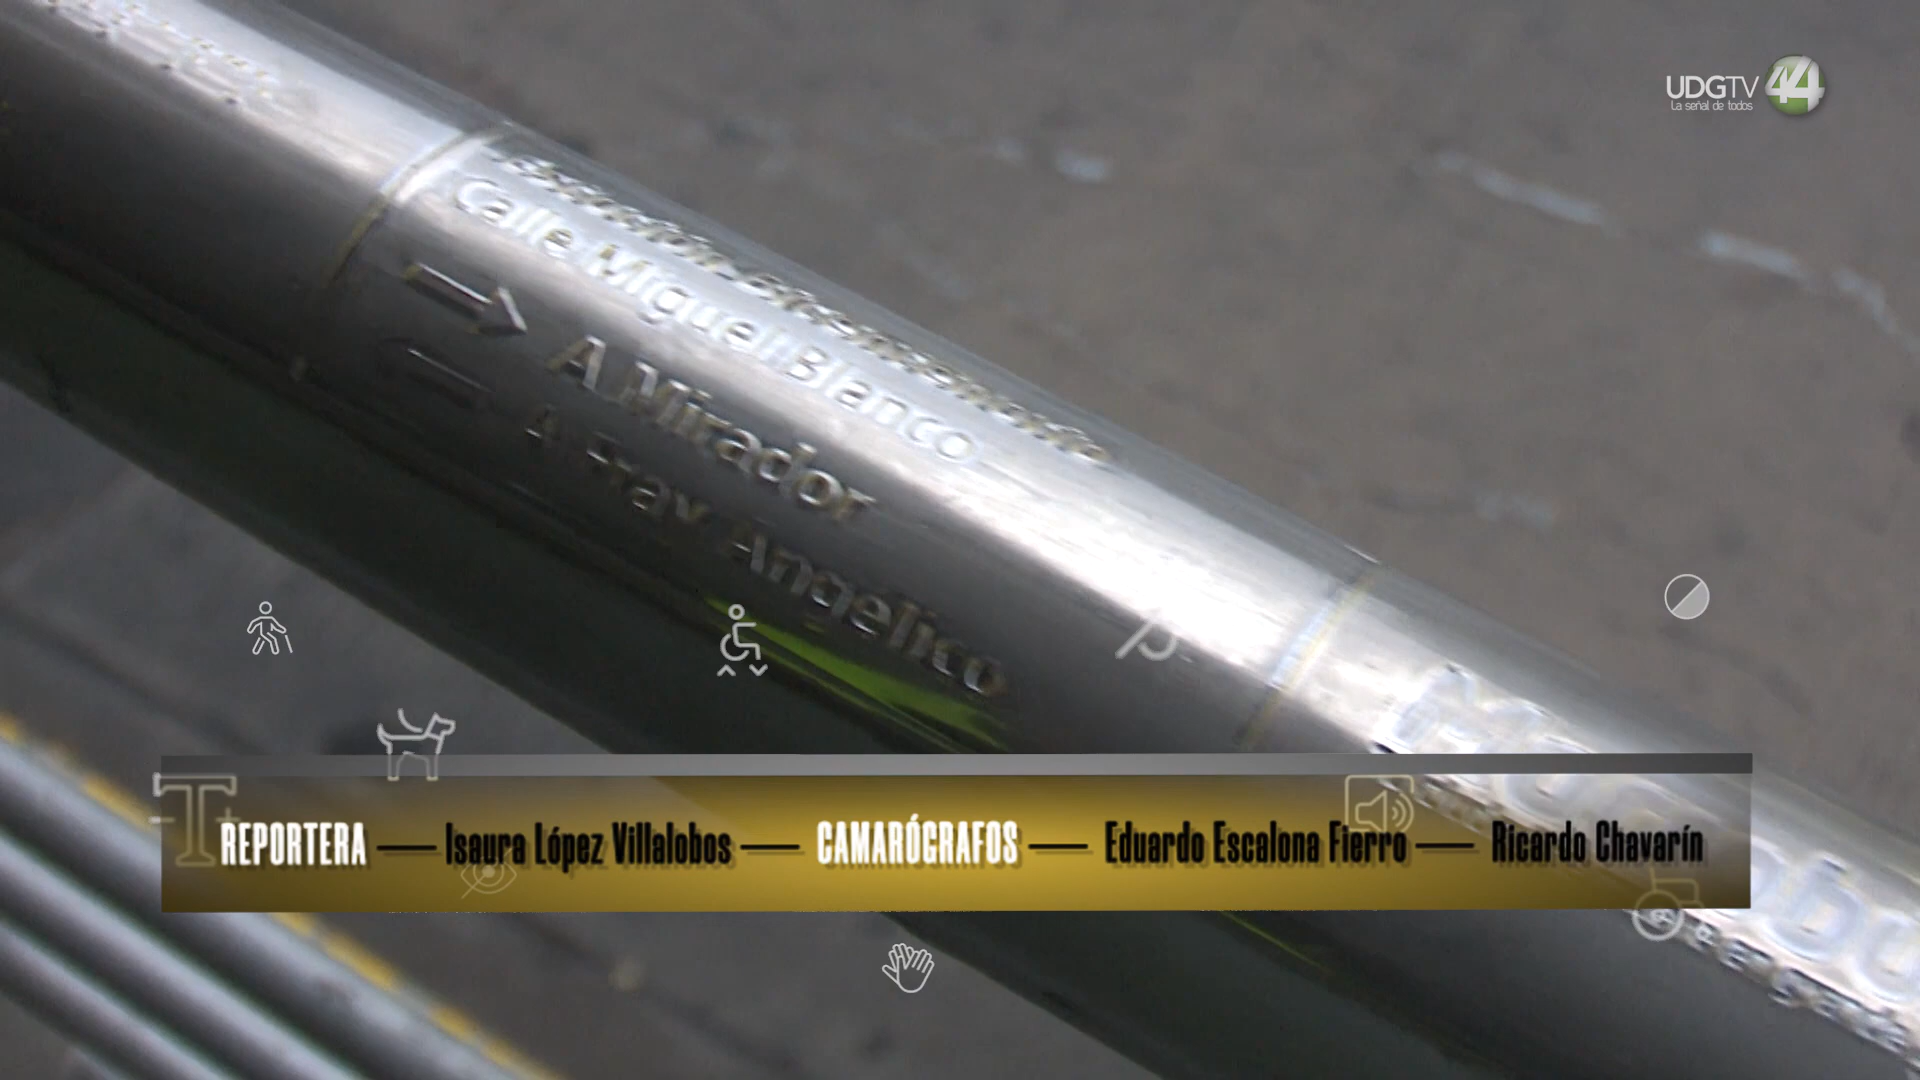 UDGTV 44
La señal de todos
Calle Miguel Blanco
→ A Mirador
A Fray Angelico
REPORTERA — Isaura López Villalobos — CAMARÓGRAFOS — Eduardo Escalona Fierro — Ricardo Chavarín